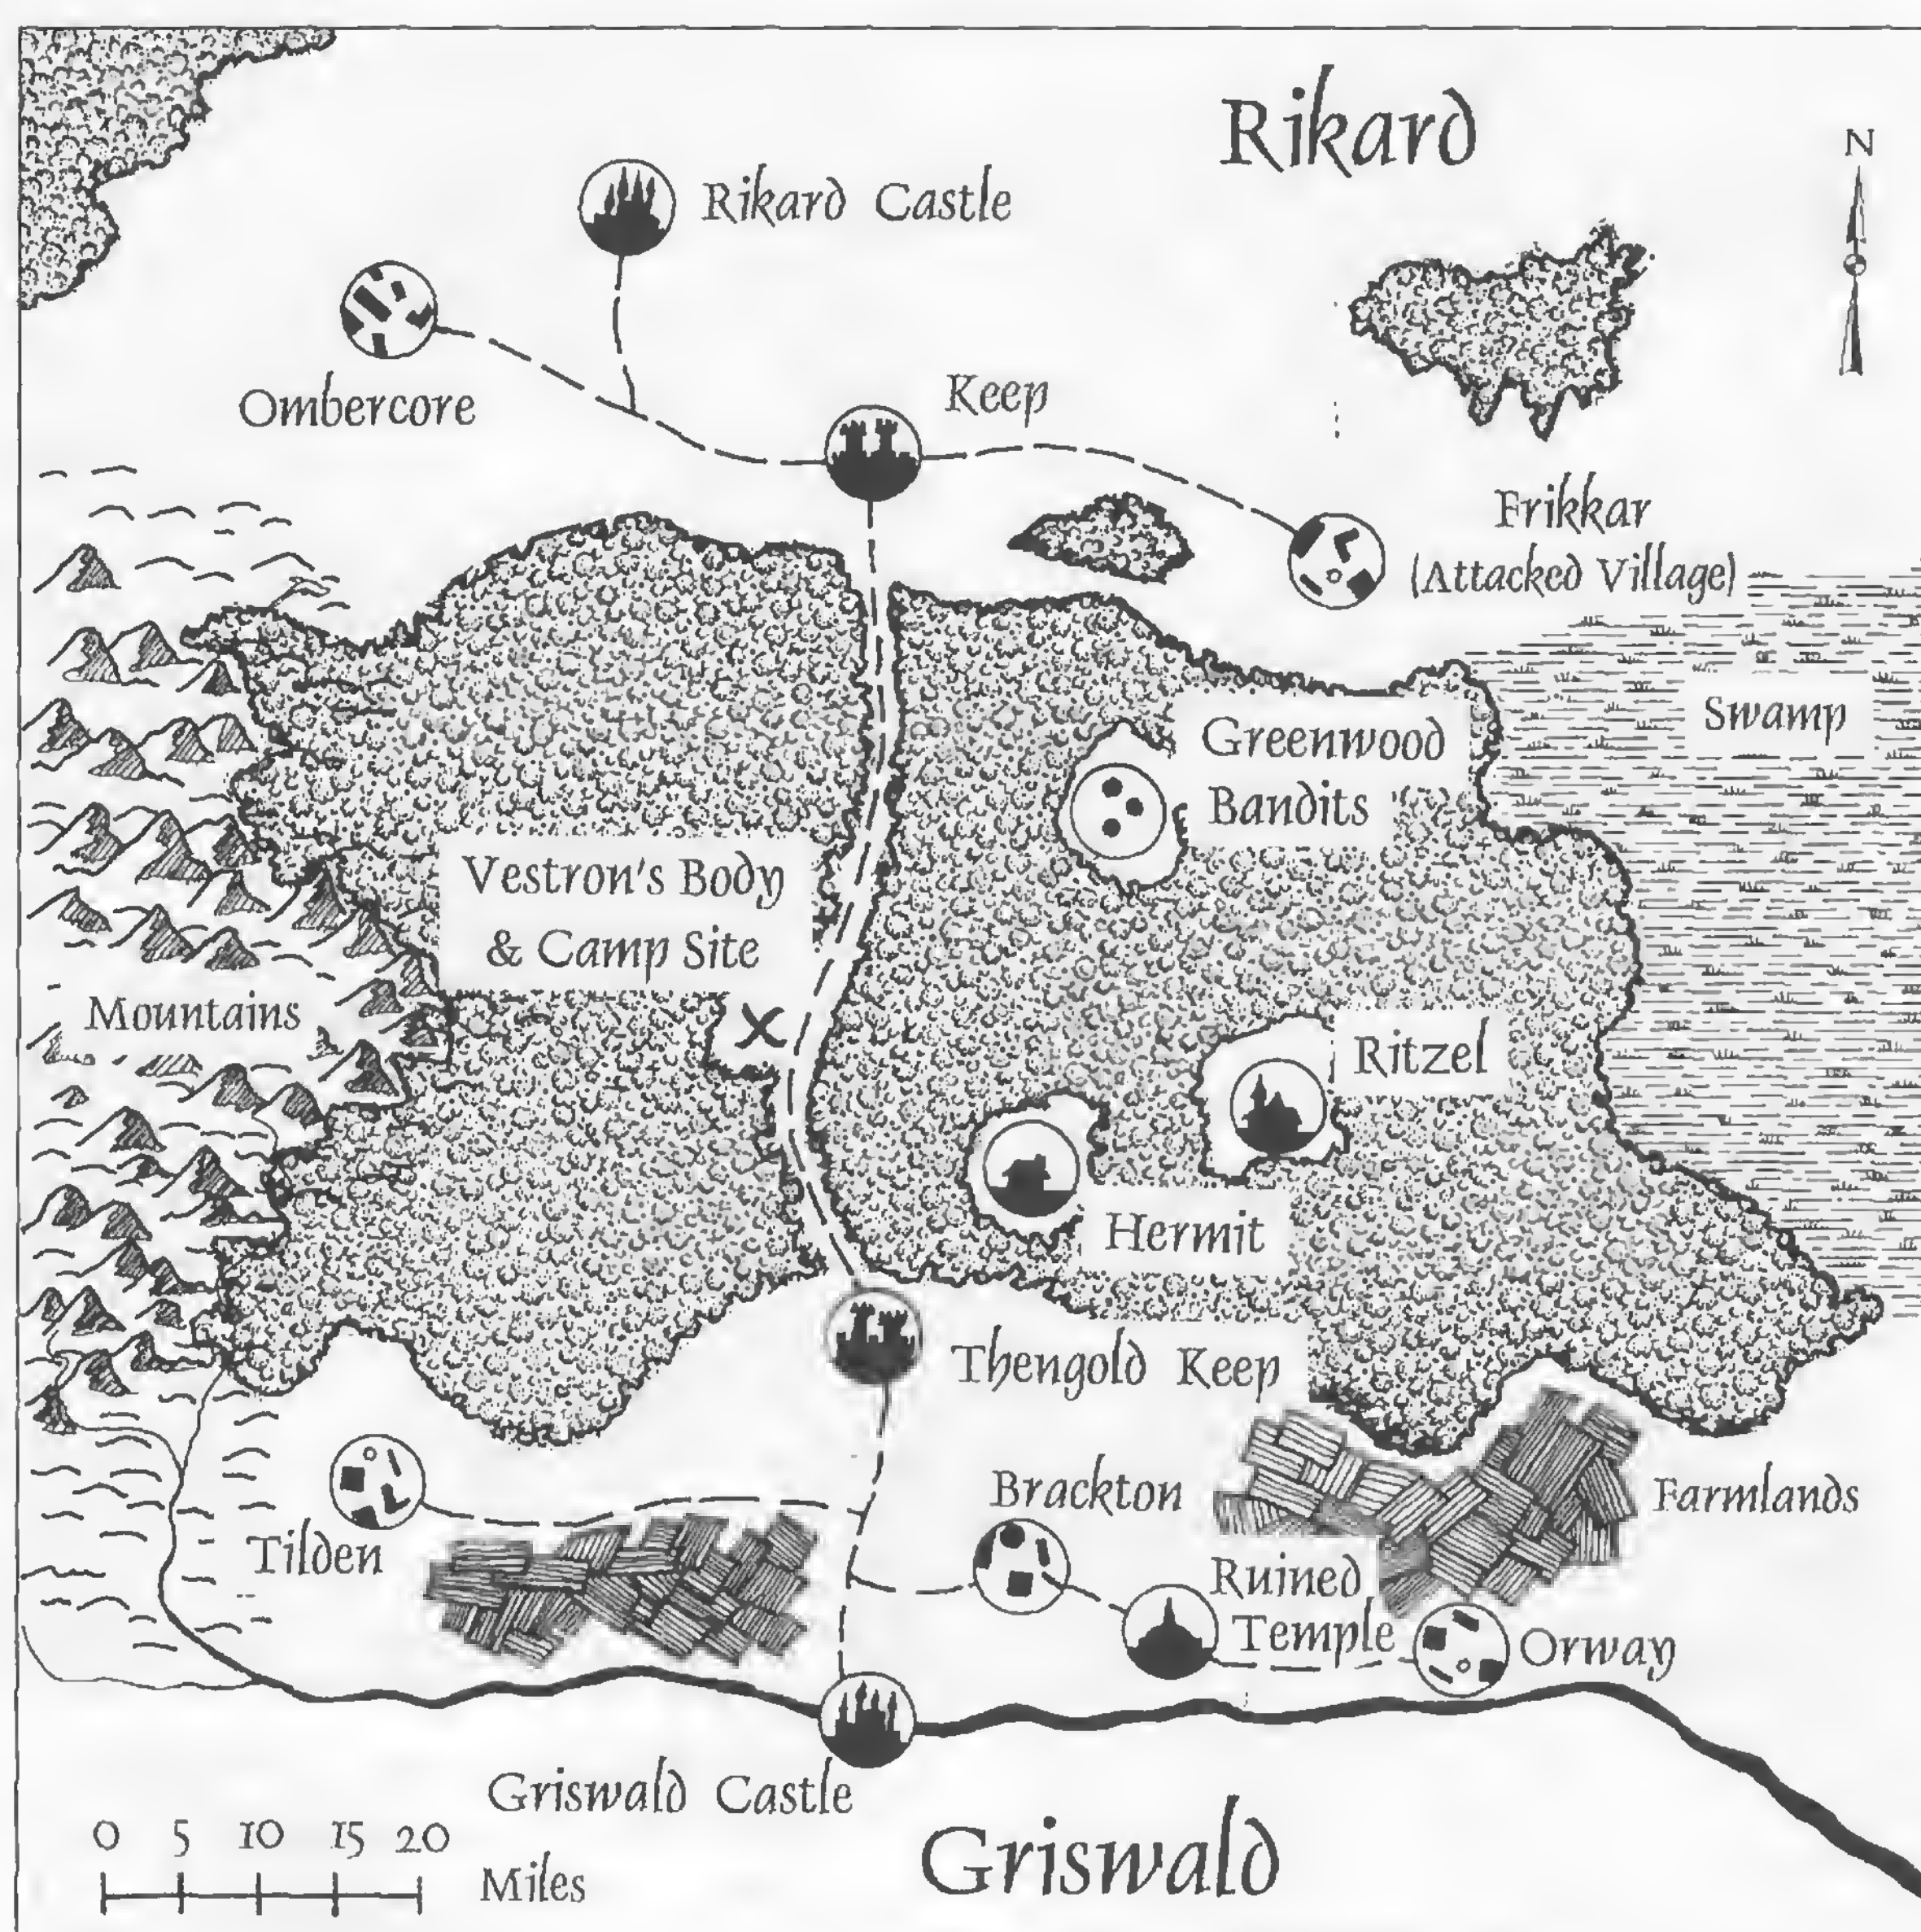 Rikard
N
Rikard Castle
Ombercore
Keep
Frikkar
(Attacked Village)
Swamp
Greenwood
Bandits
Vestron's Body
& Camp Site
X
Mountains
Ritzel
Hermit
Thengold Keep
Brackton
Farmlands
Tilden
Ruined
Temple
Orway
Griswald Castle
Griswald
0 5 10 15 20
Miles